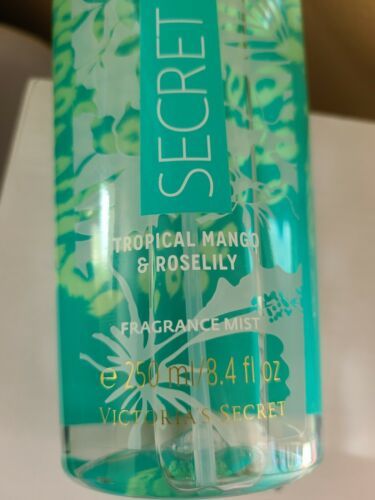 SECRET
TROPICAL MANGO
& ROSELILY
FRAGRANCE MIST
℮ 250 ml/8.4 fl oz
VICTORIA'S SECRET